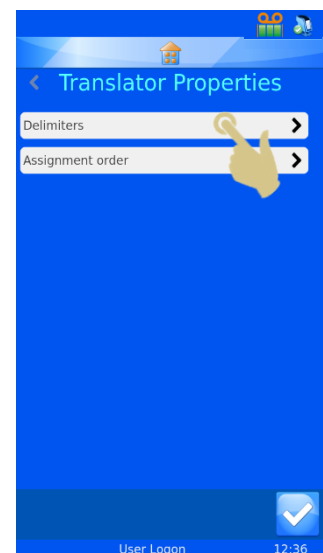 Translator Properties
Delimiters
Assignment order
User Logon 12:36